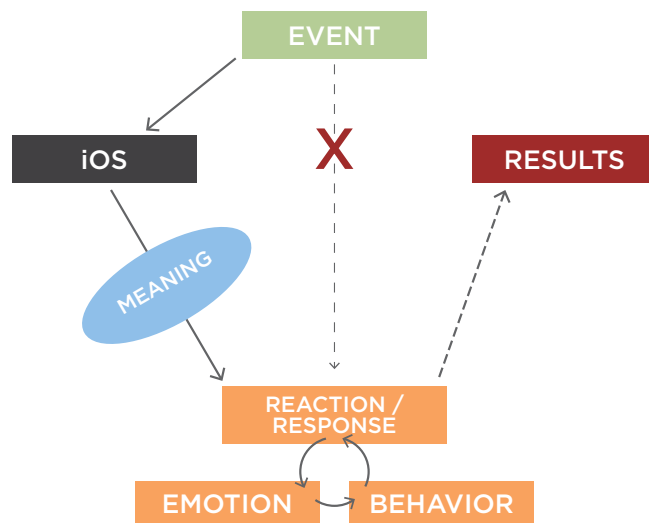 EVENT
X
iOS
RESULTS
MEANING
REACTION /
RESPONSE
EMOTION
BEHAVIOR